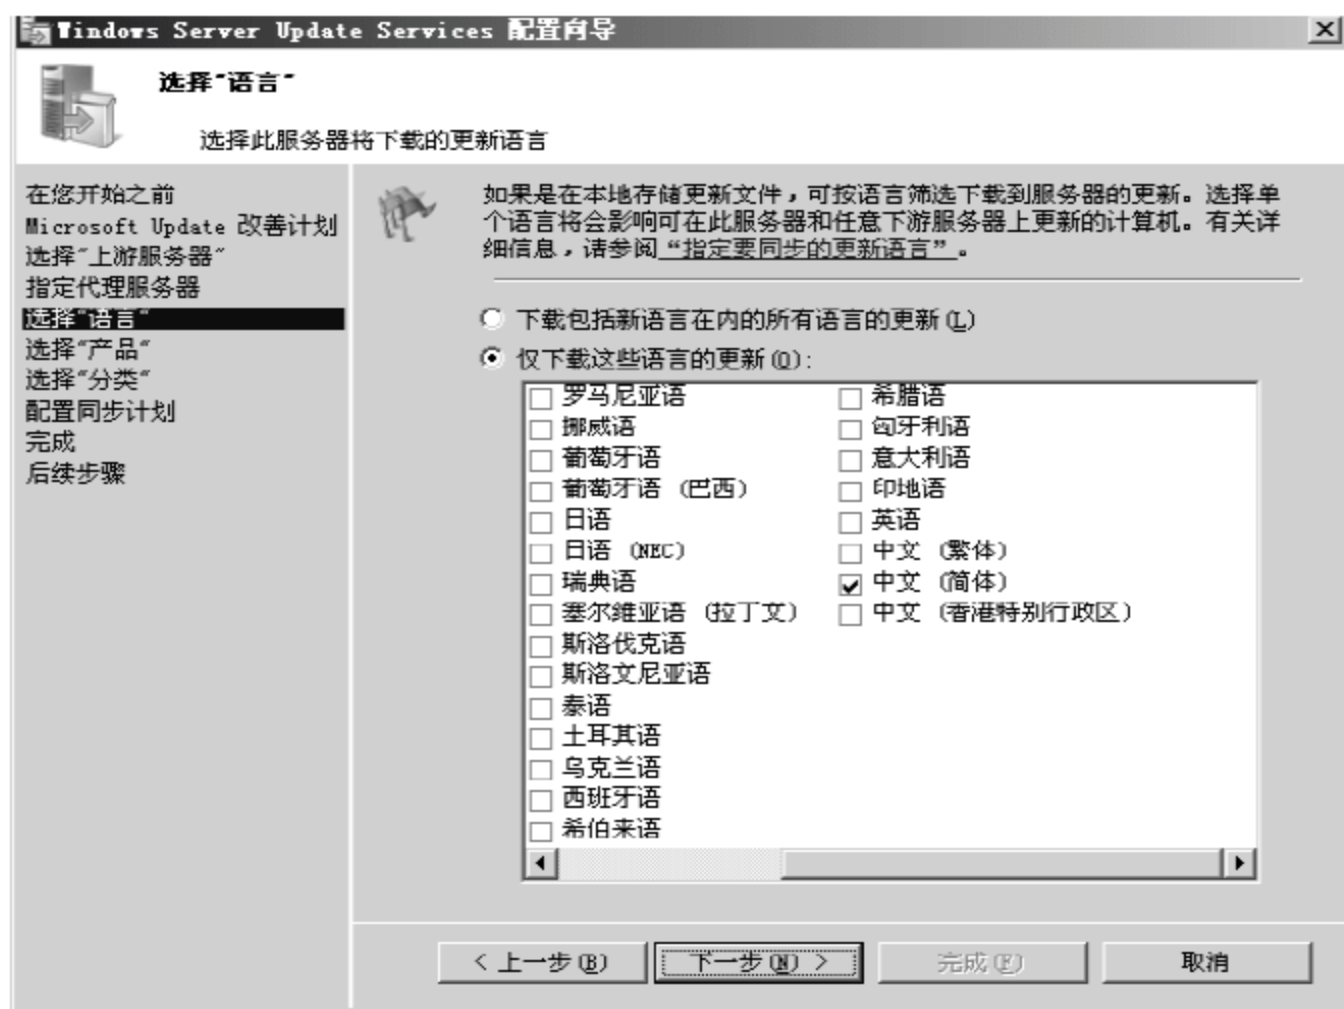 Windows Server Update Services 配置向导
选择"语言"
选择此服务器将下载的更新语言
在您开始之前
Microsoft Update 改善计划
选择"上游服务器"
指定代理服务器
选择"语言"
选择"产品"
选择"分类"
配置同步计划
完成
后续步骤
如果是在本地存储更新文件，可按语言筛选下载到服务器的更新。选择单
个语言将会影响可在此服务器和任意下游服务器上更新的计算机。有关详
细信息，请参阅“指定要同步的更新语言”。
下载包括新语言在内的所有语言的更新(L)
仅下载这些语言的更新(O):
罗马尼亚语
挪威语
葡萄牙语
葡萄牙语 (巴西)
日语
日语 (NEC)
瑞典语
塞尔维亚语 (拉丁文)
斯洛伐克语
斯洛文尼亚语
泰语
土耳其语
乌克兰语
西班牙语
希伯来语
希腊语
匈牙利语
意大利语
印地语
英语
中文 (繁体)
中文 (简体)
中文 (香港特别行政区)
< 上一步(B)
下一步(N) >
完成(F)
取消